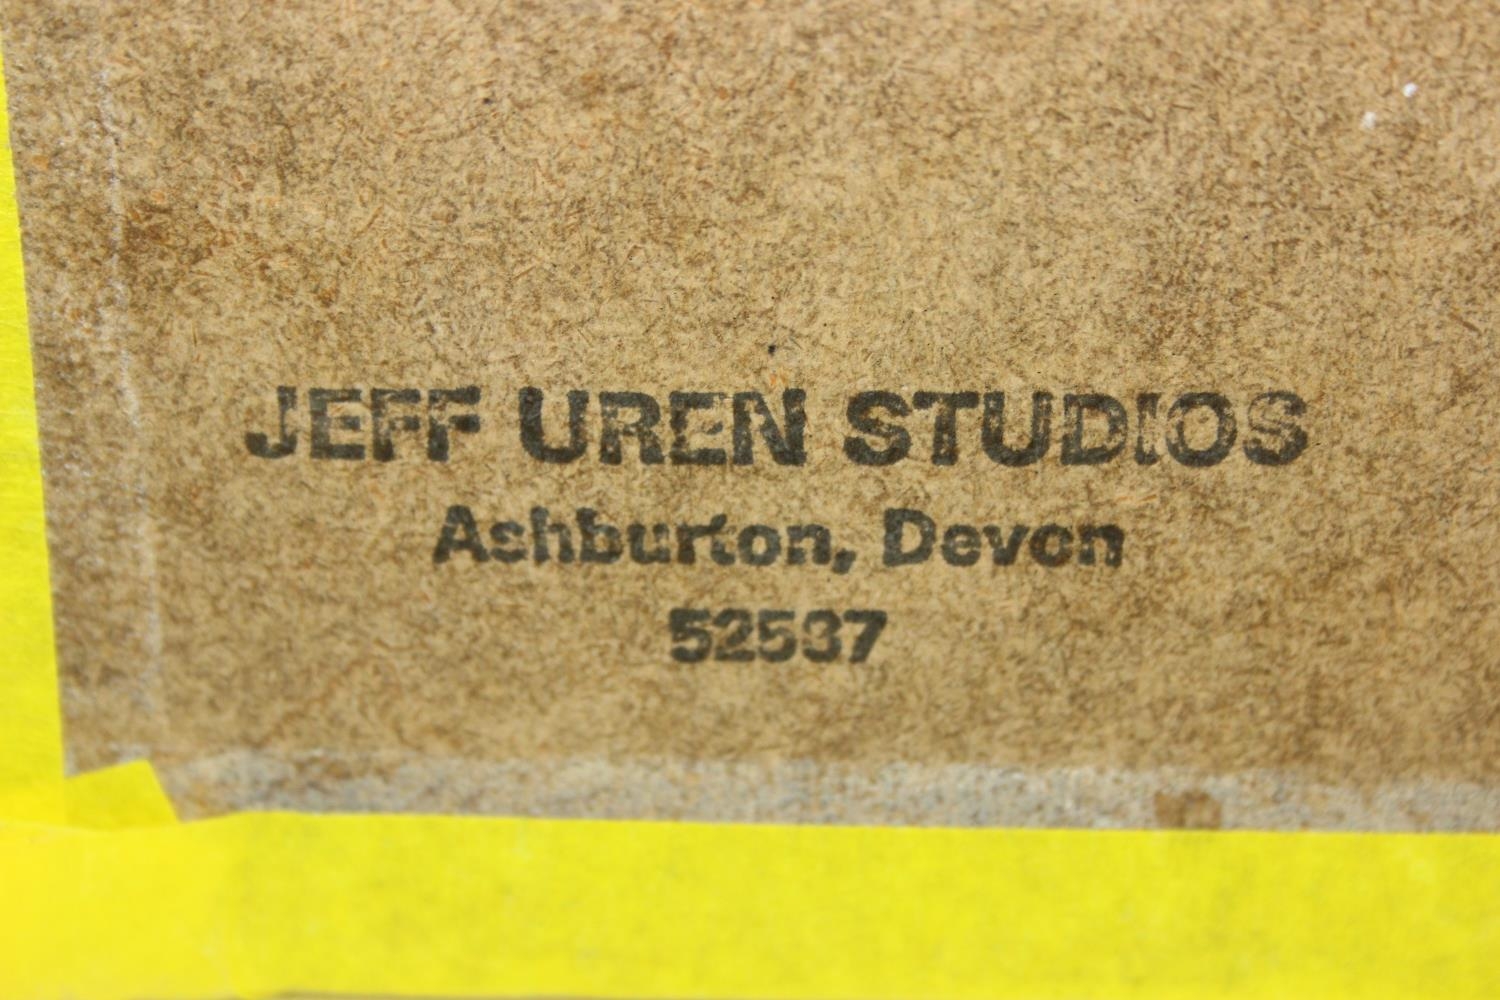 JEFF UREN STUDIOS
Ashburton, Devon
52537